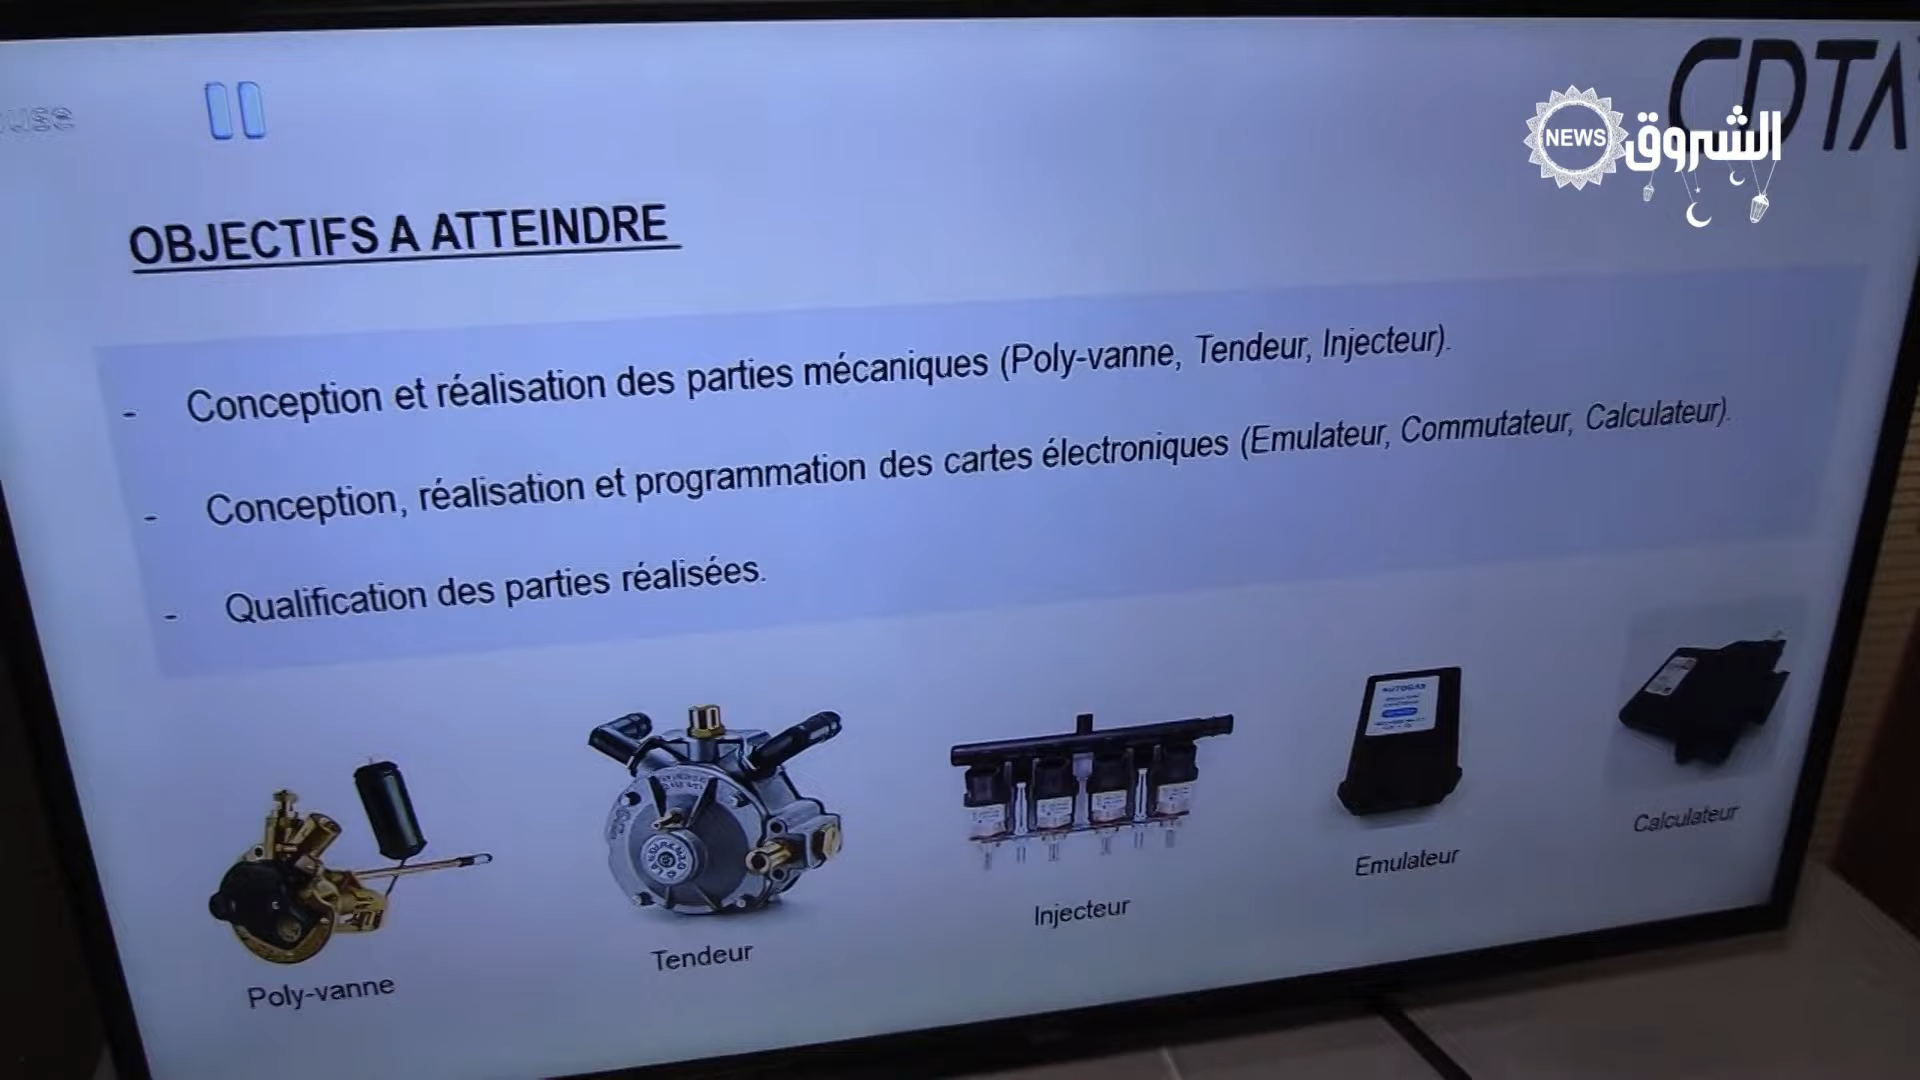 CDTA
NEWS الشروق
OBJECTIFS A ATTEINDRE
- Conception et réalisation des parties mécaniques (Poly-vanne, Tendeur, Injecteur).
- Conception, réalisation et programmation des cartes électroniques (Emulateur, Commutateur, Calculateur).
- Qualification des parties réalisées.
AUTOGAS
Poly-vanne
Tendeur
Injecteur
Emulateur
Calculateur